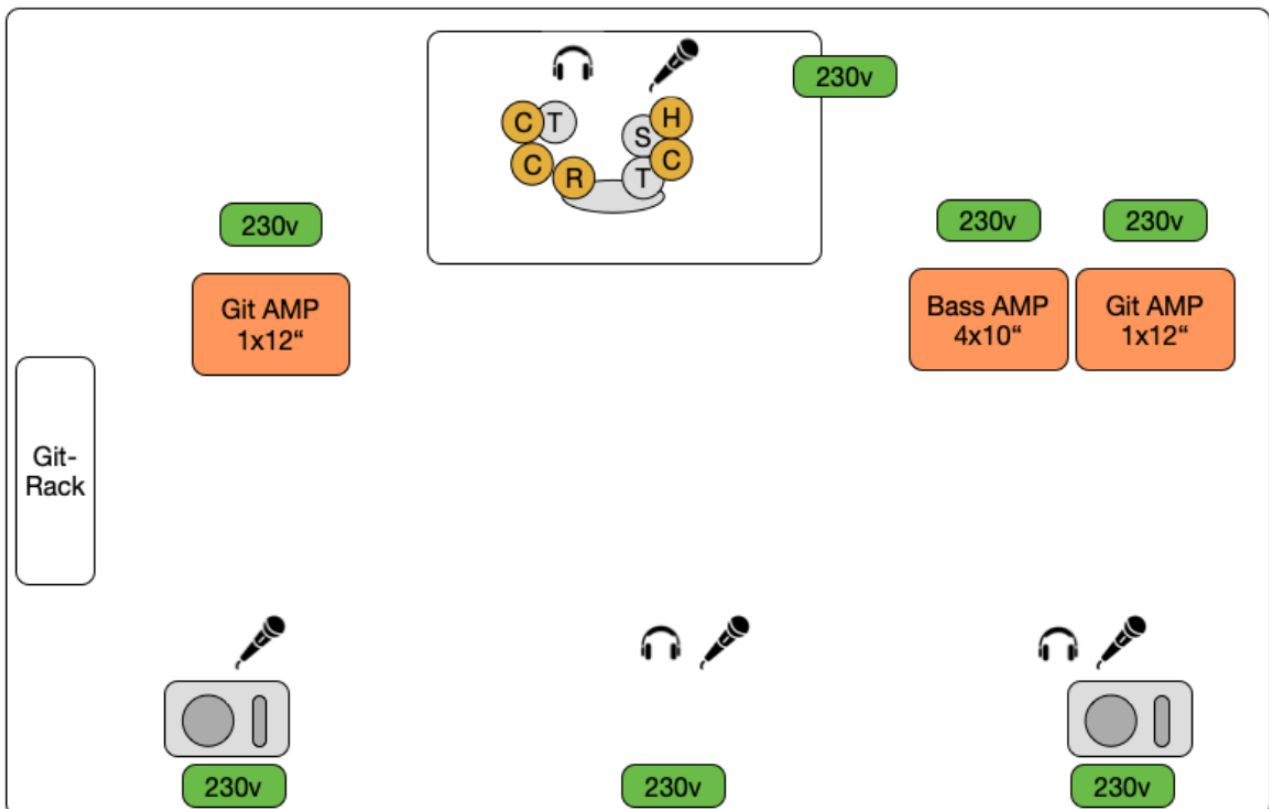 230v
C
T
H
S
C
C
R
T
230v
230v
230v
Git AMP
1x12“
Bass AMP
4x10“
Git AMP
1x12“
Git-
Rack
230v
230v
230v